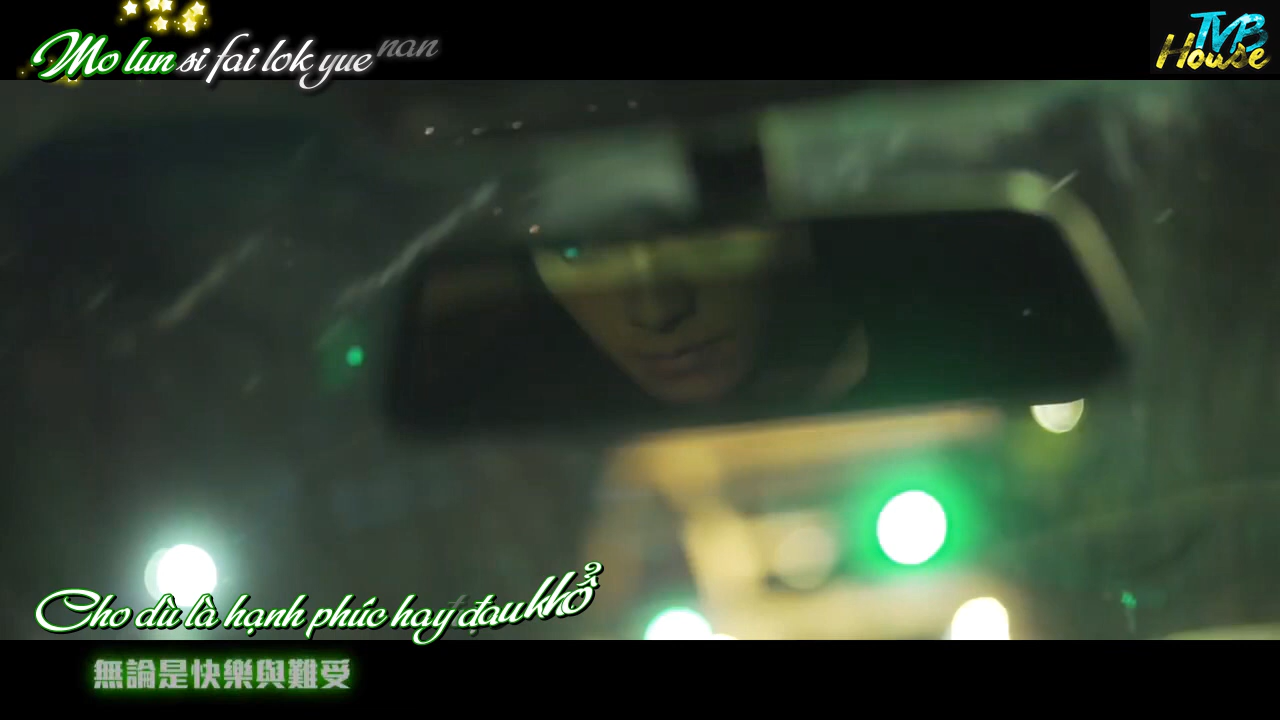 Mo lun si fai lok yue nan
TVB
House
Cho dù là hạnh phúc hay đau khổ
無論是快樂與難受